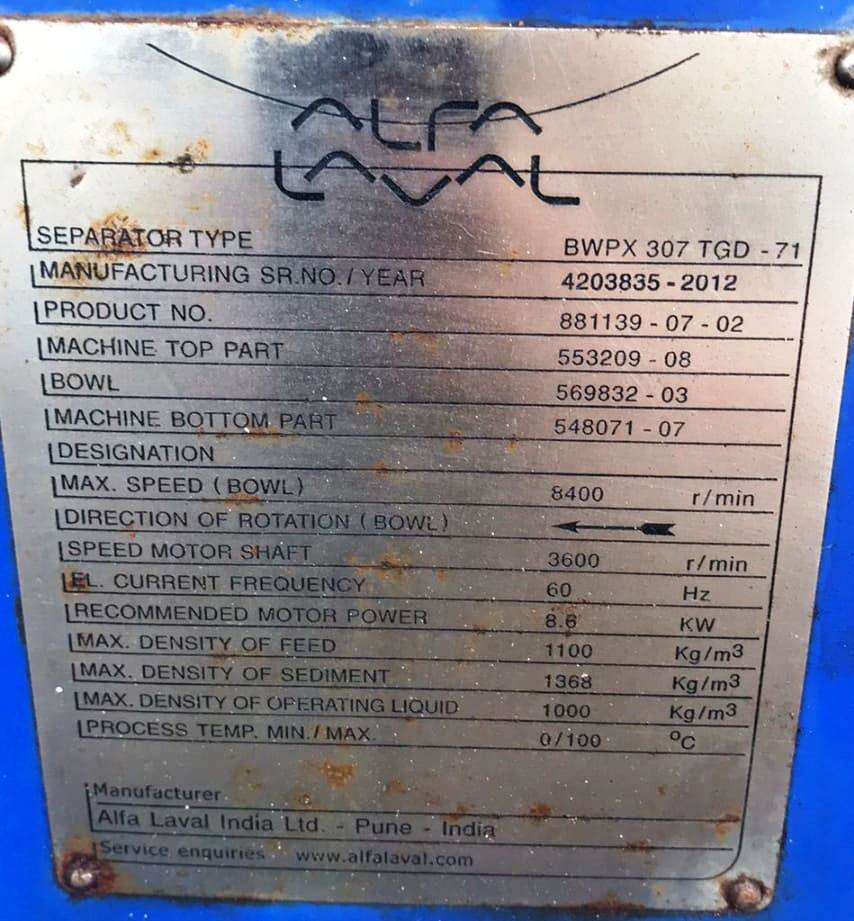 ALFA
LAVAL
SEPARATOR TYPE BWPX 307 TGD - 71
MANUFACTURING SR.NO. / YEAR 4203835 - 2012
PRODUCT NO. 881139 - 07 - 02
MACHINE TOP PART 553209 - 08
BOWL 569832 - 03
MACHINE BOTTOM PART 548071 - 07
DESIGNATION
MAX. SPEED ( BOWL ) 8400 r/min
DIRECTION OF ROTATION ( BOWL )
SPEED MOTOR SHAFT 3600 r/min
EL. CURRENT FREQUENCY 60 Hz
RECOMMENDED MOTOR POWER 8.6 KW
MAX. DENSITY OF FEED 1100 Kg/m3
MAX. DENSITY OF SEDIMENT 1368 Kg/m3
MAX. DENSITY OF OPERATING LIQUID 1000 Kg/m3
PROCESS TEMP. MIN. / MAX. 0/100 ºC
Manufacturer
Alfa Laval India Ltd. - Pune - India
Service enquiries www.alfalaval.com